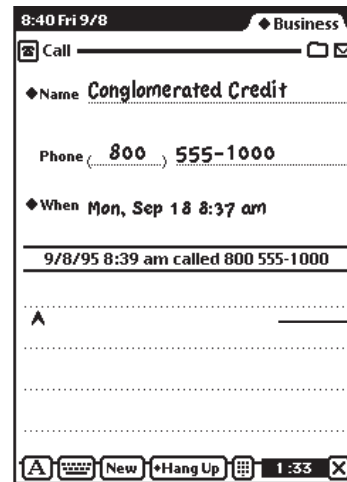 8:40 Fri 9/8 ◆ Business
Call
◆Name Conglomerated Credit
Phone ( 800 ) 555-1000
◆When Mon, Sep 18 8:37 am
9/8/95 8:39 am called 800 555-1000
A New ◆Hang Up 1:33 X